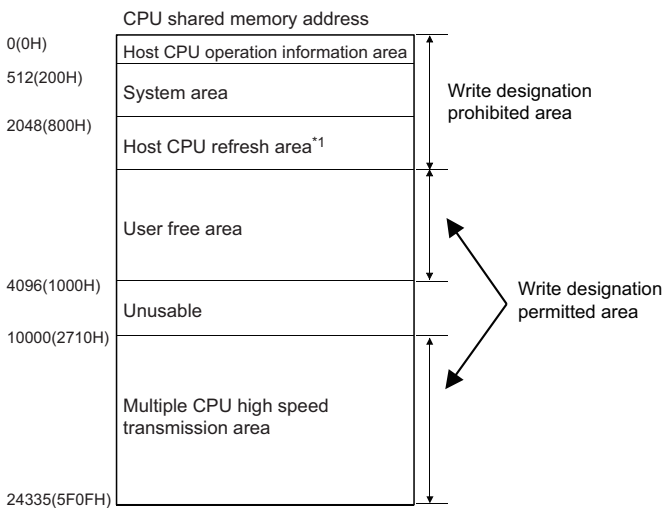 CPU shared memory address
0(0H)
Host CPU operation information area
512(200H)
System area
Write designation
prohibited area
2048(800H)
Host CPU refresh area*1
User free area
4096(1000H)
Unusable
Write designation
permitted area
10000(2710H)
Multiple CPU high speed
transmission area
24335(5F0FH)